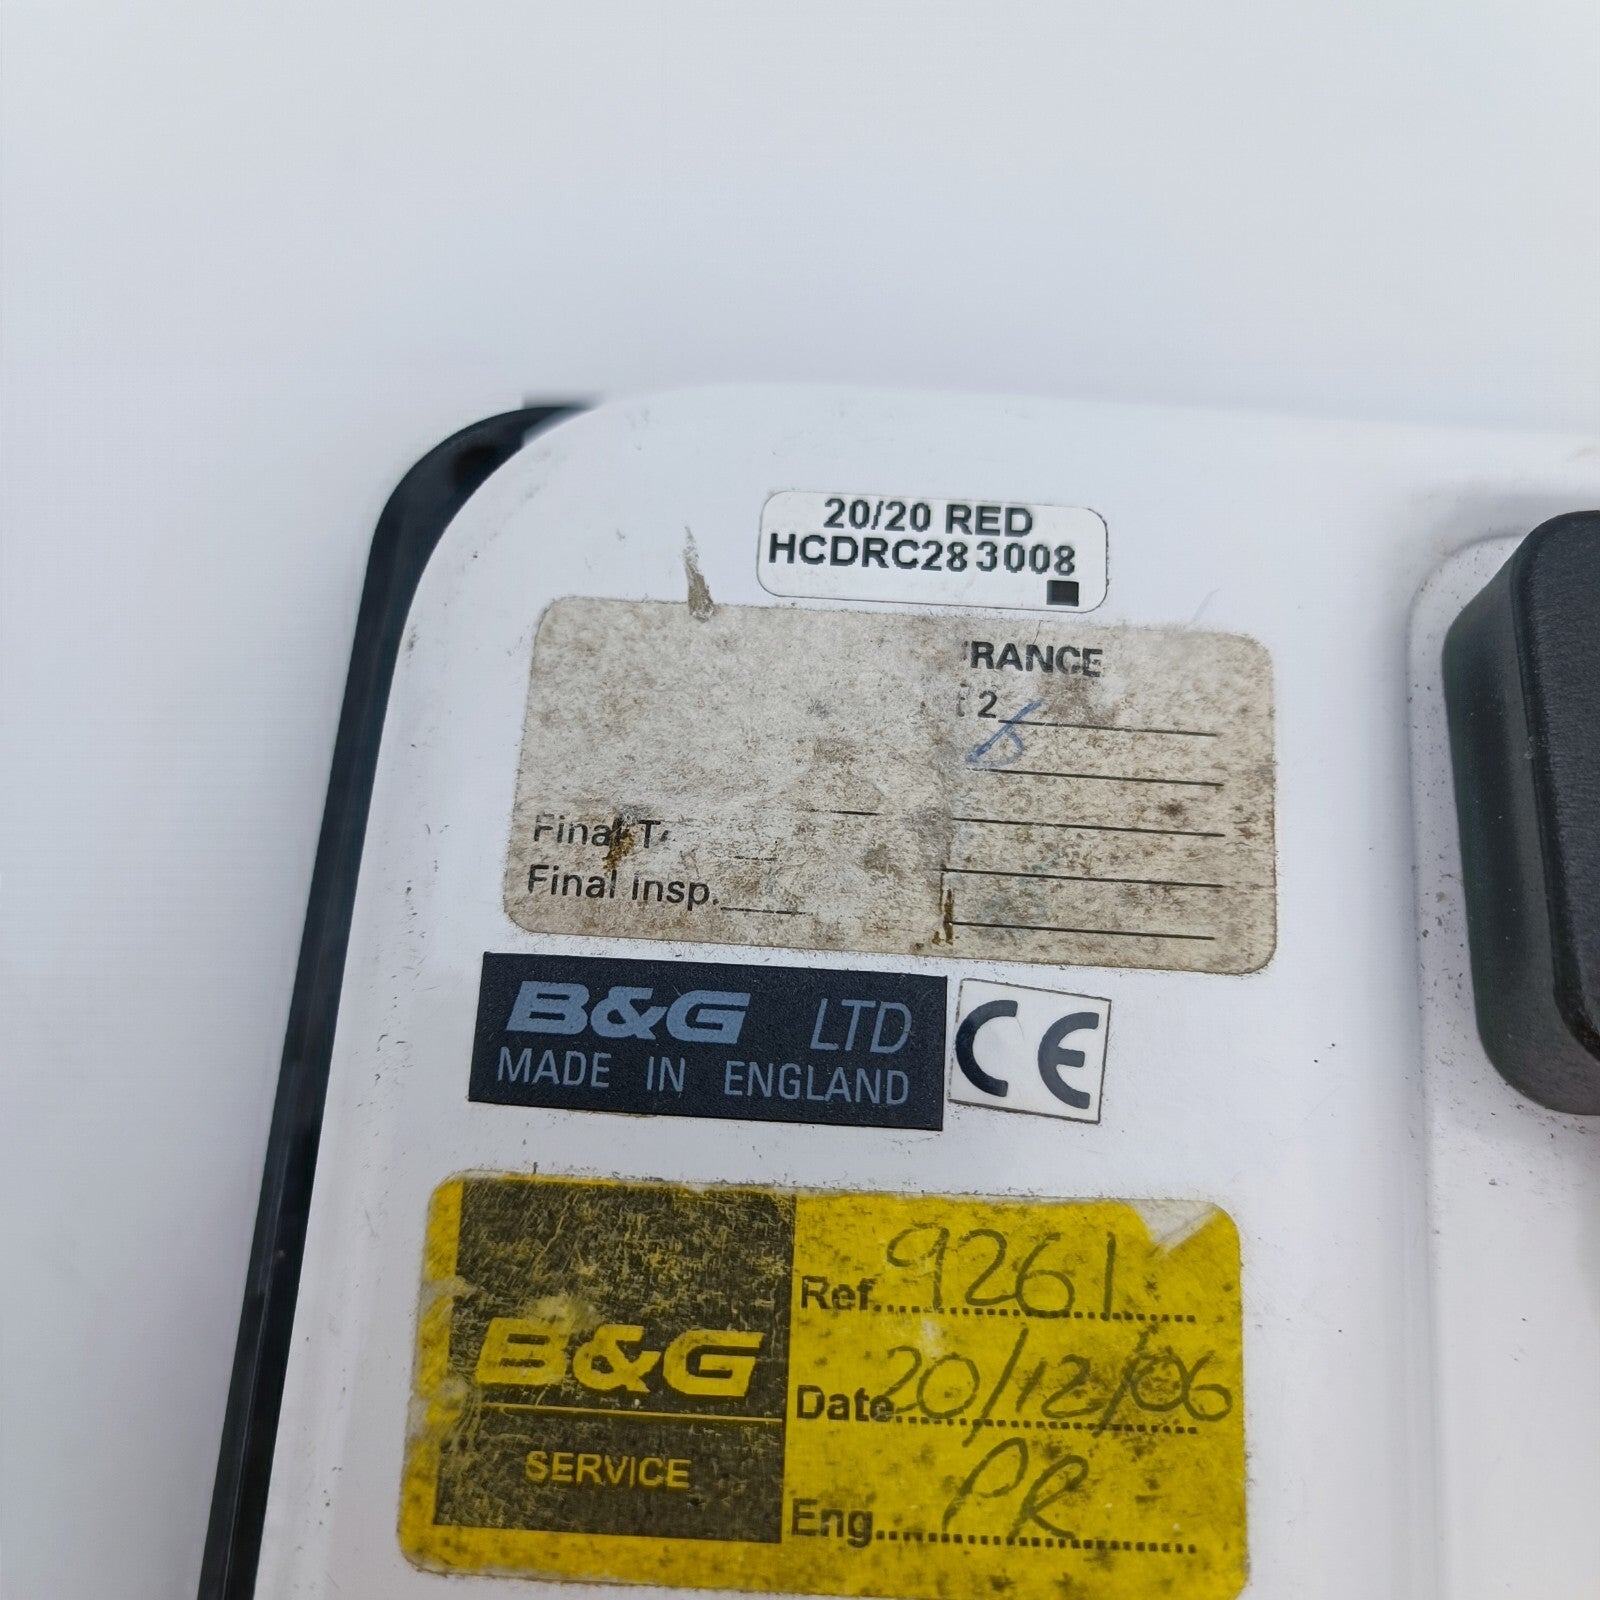 20/20 RED
HCDRC283008
RANCE
2
Final
Final insp.
B&G LTD
MADE IN ENGLAND
CE
B&G
SERVICE
Ref. 9261
Date 20/12/06
Eng. PR